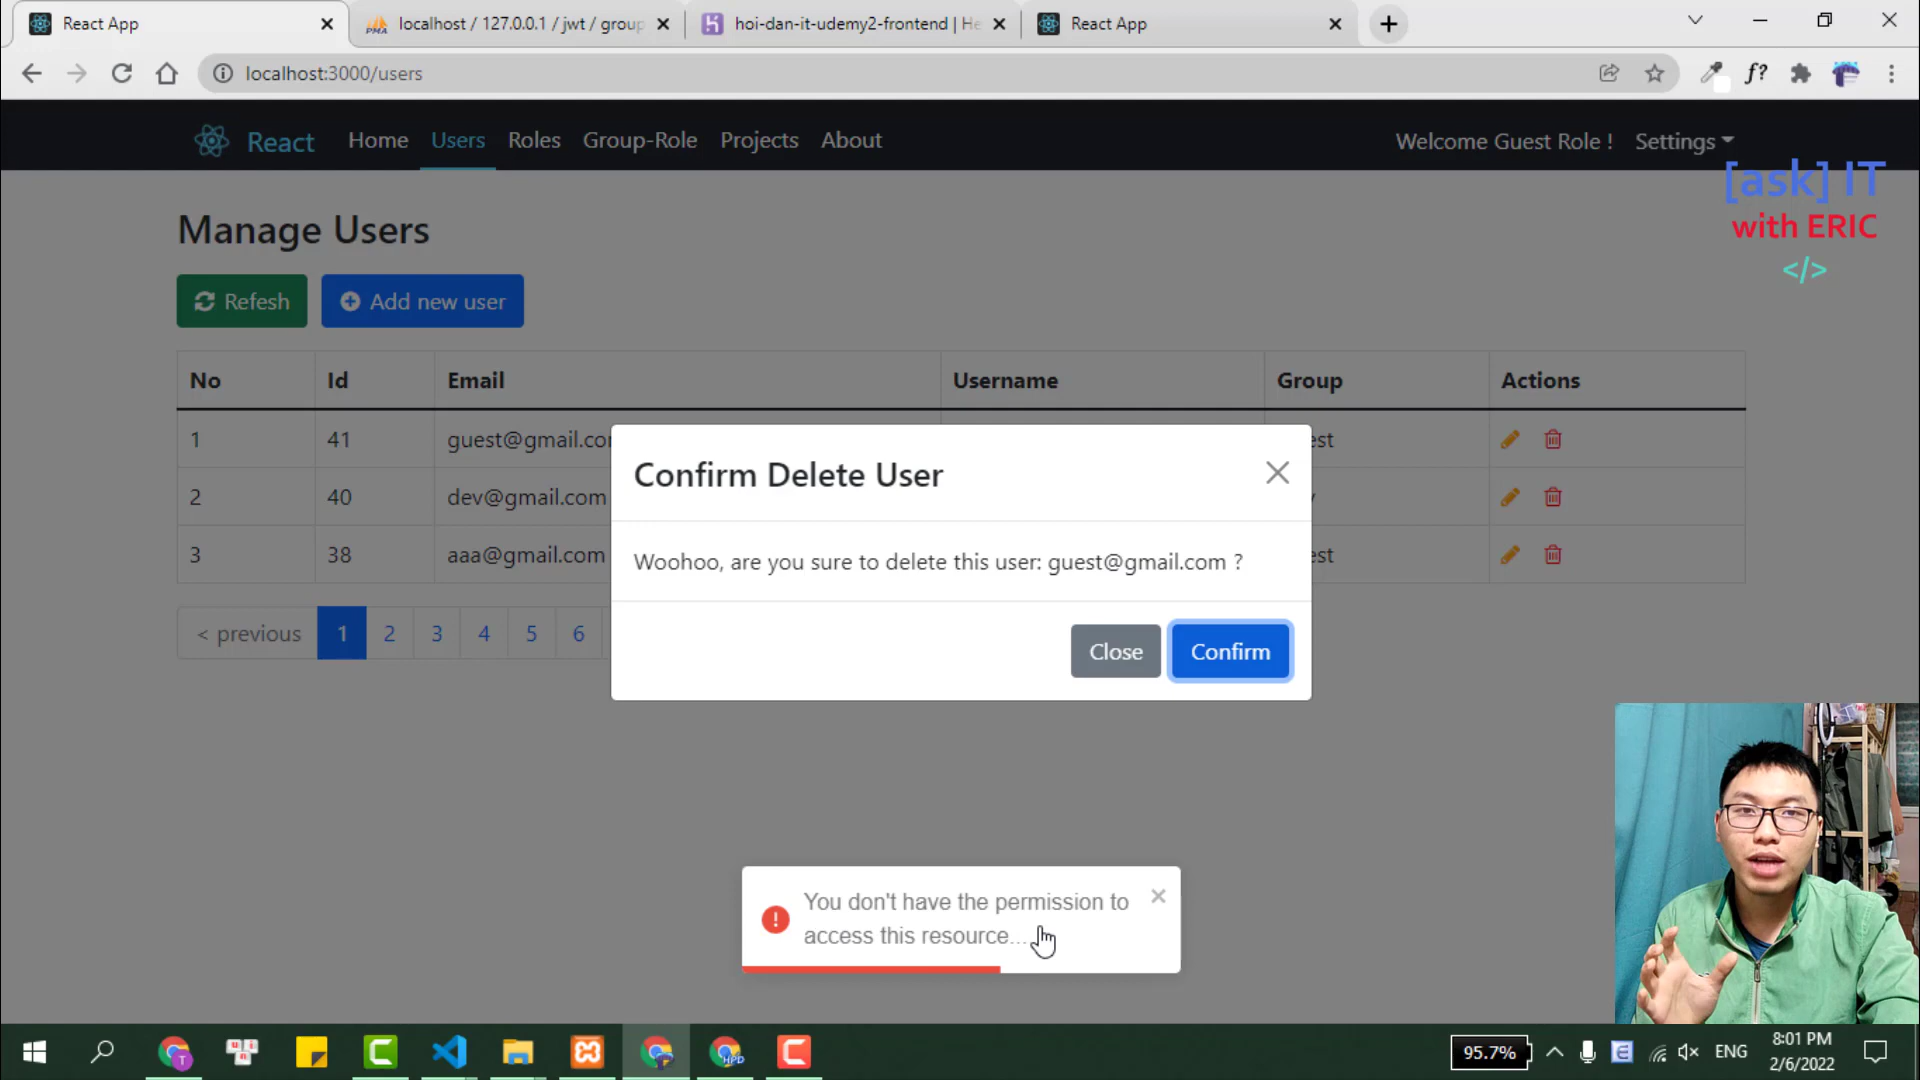 React App
localhost / 127.0.0.1 / jwt / group
hoi-dan-it-udemy2-frontend | He
React App
localhost:3000/users
f?
React
Home
Users
Roles
Group-Role
Projects
About
Welcome Guest Role !
Settings
[ask] IT
with ERIC
</>
Manage Users
Refesh
Add new user
No
Id
Email
Username
Group
Actions
1
41
guest@gmail.co
est
2
40
dev@gmail.com
3
38
aaa@gmail.com
est
< previous
1
2
3
4
5
6
Confirm Delete User
Woohoo, are you sure to delete this user: guest@gmail.com ?
Close
Confirm
You don't have the permission to
access this resource...
95.7%
ENG
8:01 PM
2/6/2022